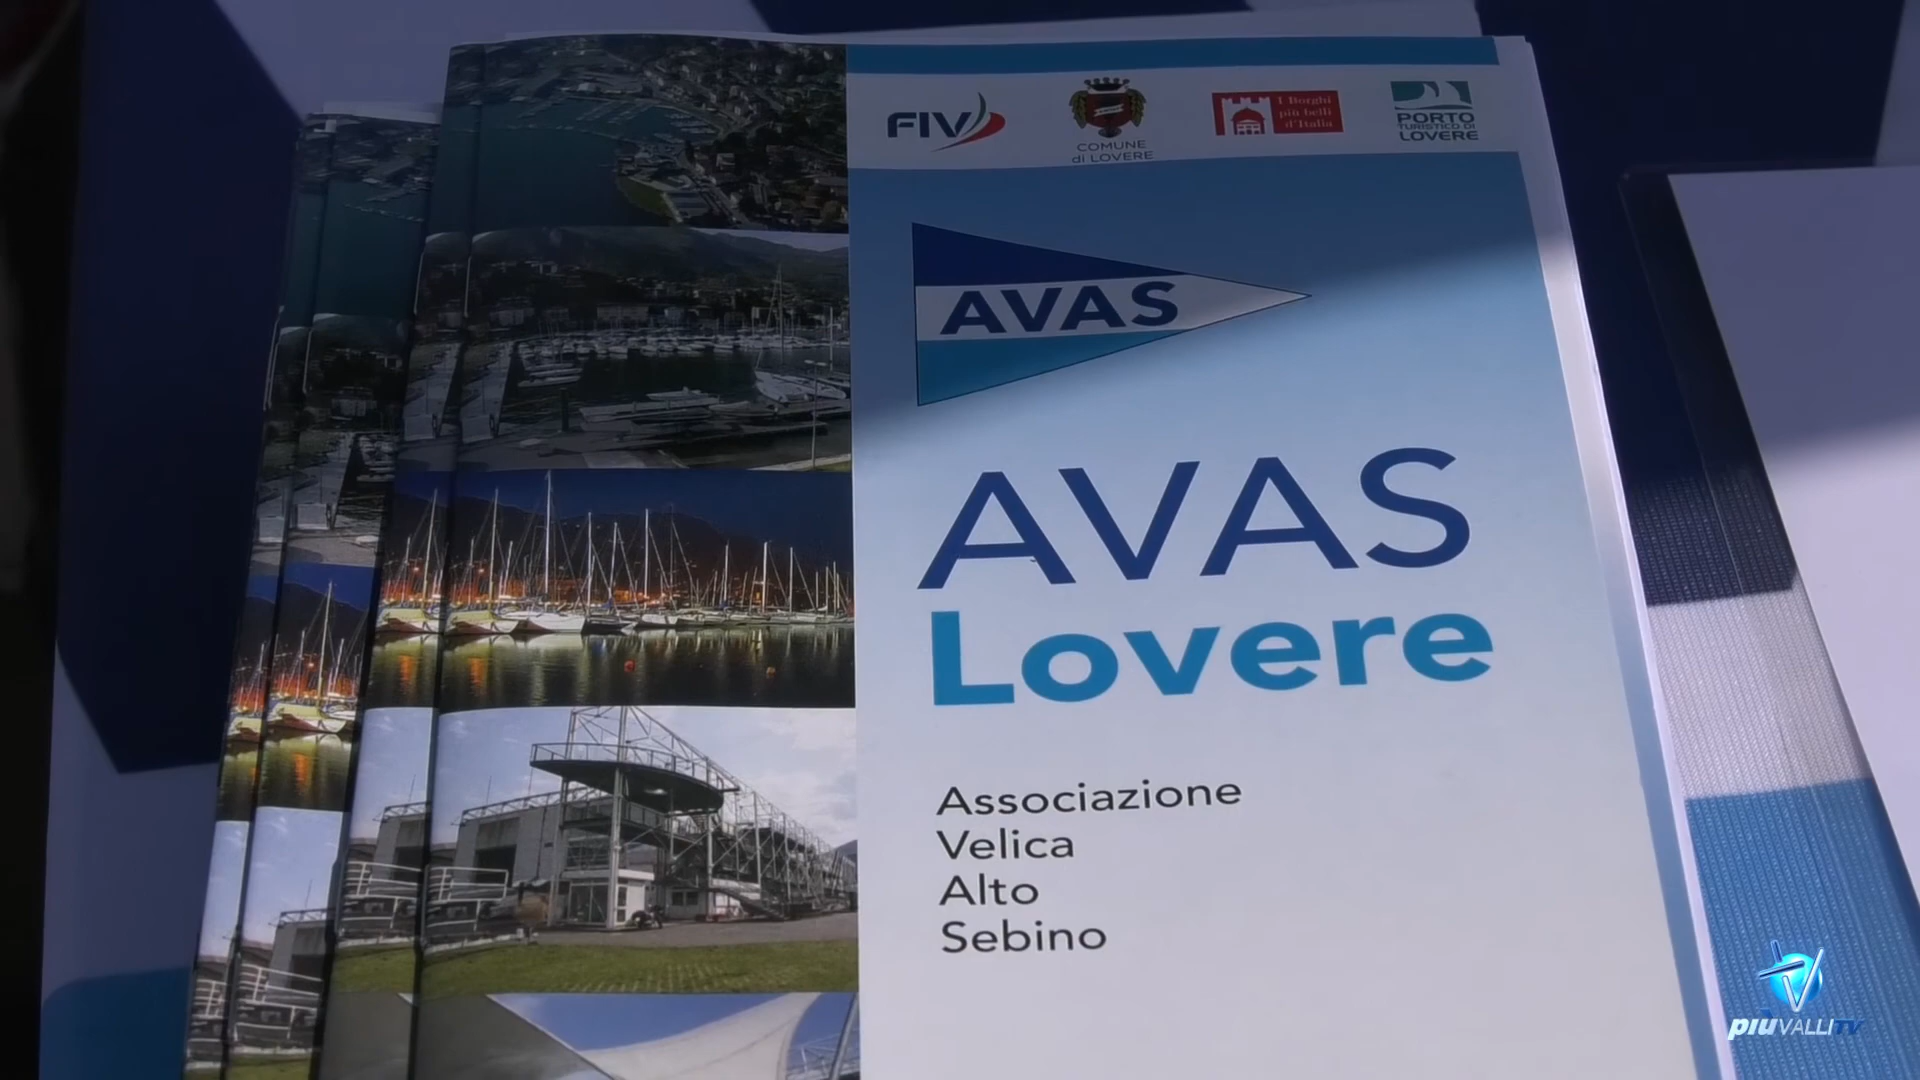 FIV
COMUNE
di LOVERE
I Borghi
più belli
d'Italia
PORTO
TURISTICO DI
LOVERE
AVAS
AVAS
Lovere
Associazione
Velica
Alto
Sebino
PIÙVALLITV